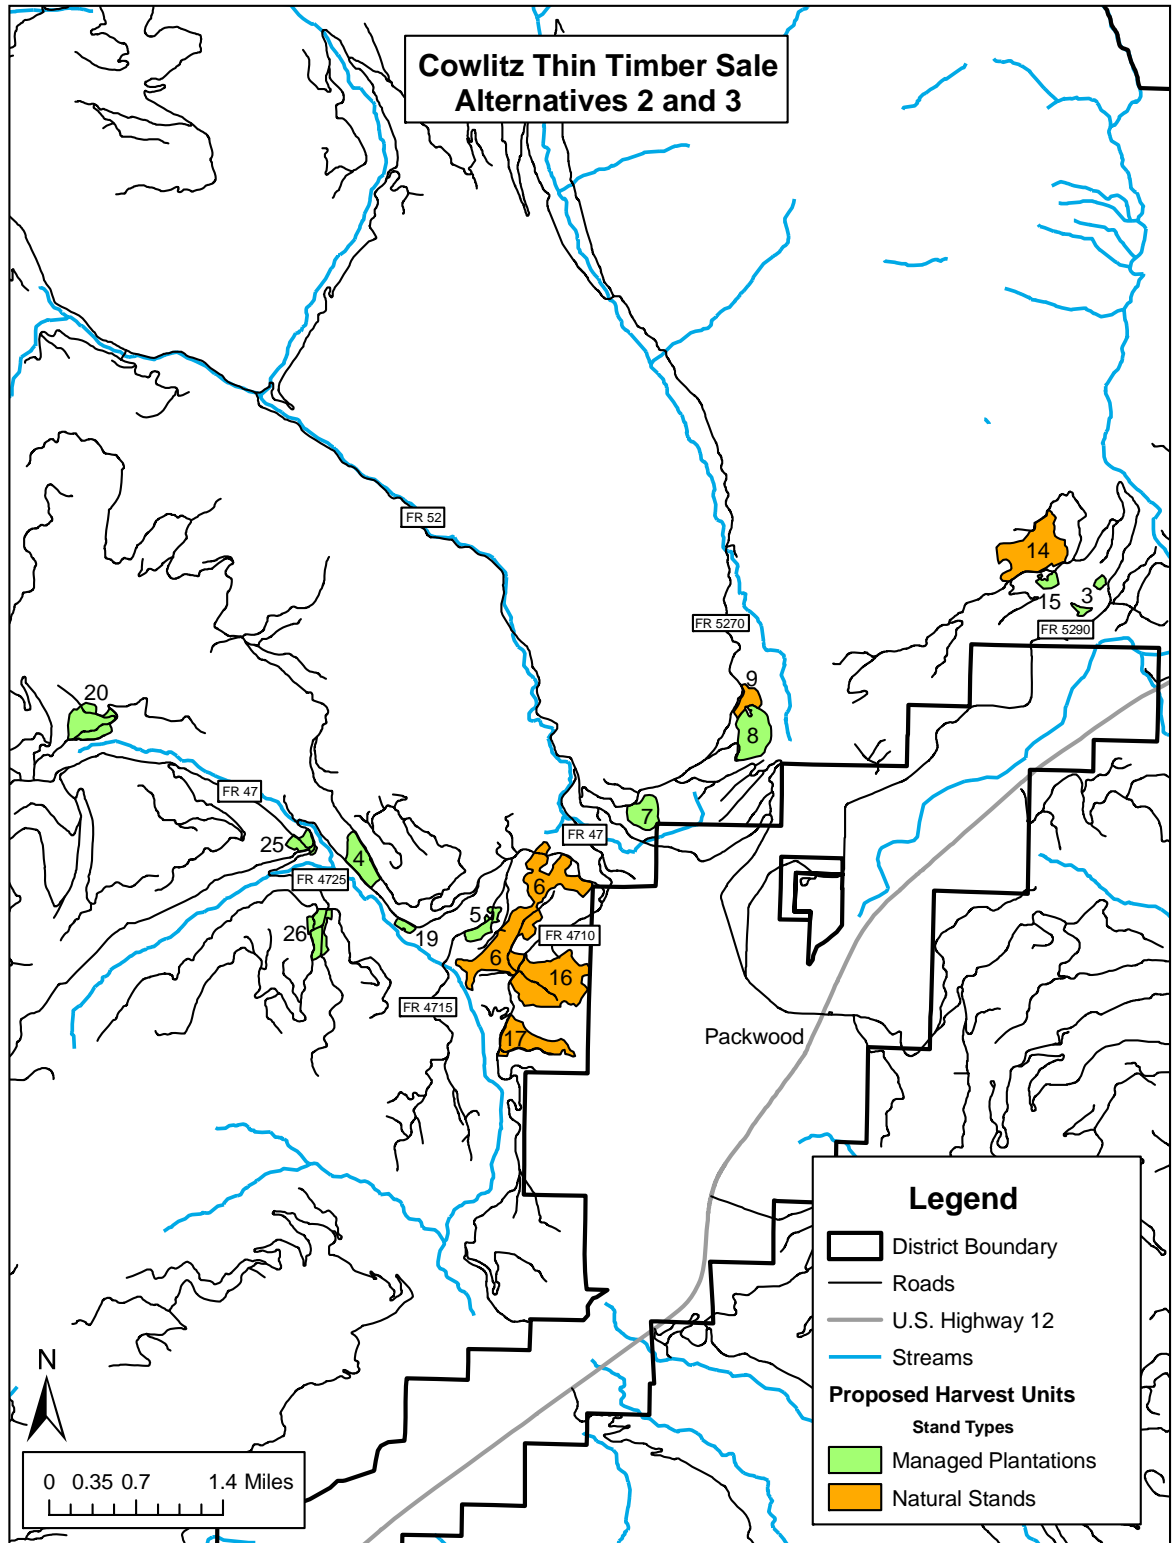 Cowlitz Thin Timber Sale
Alternatives 2 and 3
FR 52
14
15
3
FR 5270
FR 5290
9
20
8
FR 47
7
FR 47
25
4
6
FR 4725
5
26
19
FR 4710
6
16
FR 4715
17
Packwood
Legend
District Boundary
Roads
U.S. Highway 12
Streams
Proposed Harvest Units
Stand Types
Managed Plantations
Natural Stands
N
0 0.35 0.7 1.4 Miles